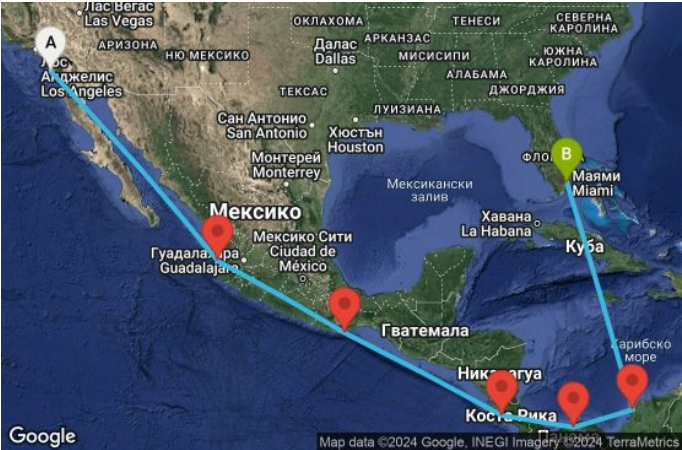 Лас Вегас
Las Vegas
ОКЛАХОМА
ТЕНЕСИ
СЕВЕРНА
КАРОЛИНА
A
АРИЗОНА
НЮ МЕКСИКО
Далас
Dallas
АРКАНЗАС
МИСИСИПИ
ЮЖНА
КАРОЛИНА
Лос
Анджелис
Los Angeles
АЛАБАМА
ДЖОРДЖИЯ
ТЕКСАС
ЛУИЗИАНА
Сан Антонио
San Antonio
Хюстън
Houston
Монтерей
Monterrey
B
Маями
Miami
Мексикански
залив
Мексико
Хавана
La Habana
Куба
Гуадалахара
Guadalajara
Мексико Сити
Ciudad de
México
Гватемала
Карибско
море
Никарагуа
Коста Рика
Панама
Google
Map data ©2024 Google, INEGI Imagery ©2024 TerraMetrics